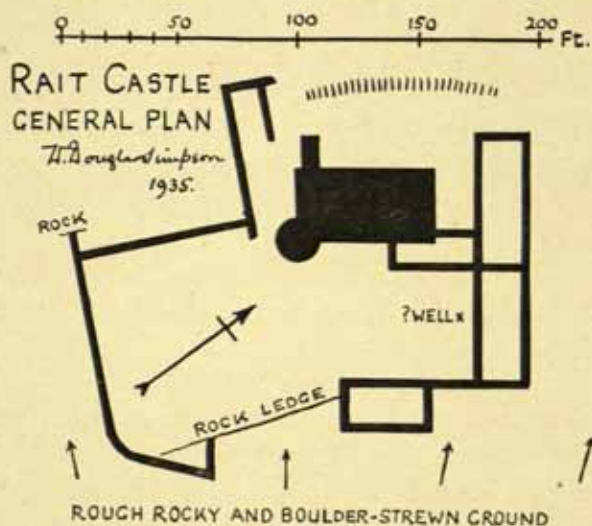 0 50 100 150 200 Ft.
RAIT CASTLE
GENERAL PLAN
W. Douglas Simpson
1935.
ROCK
?WELL x
ROCK LEDGE
ROUGH ROCKY AND BOULDER-STREWN GROUND